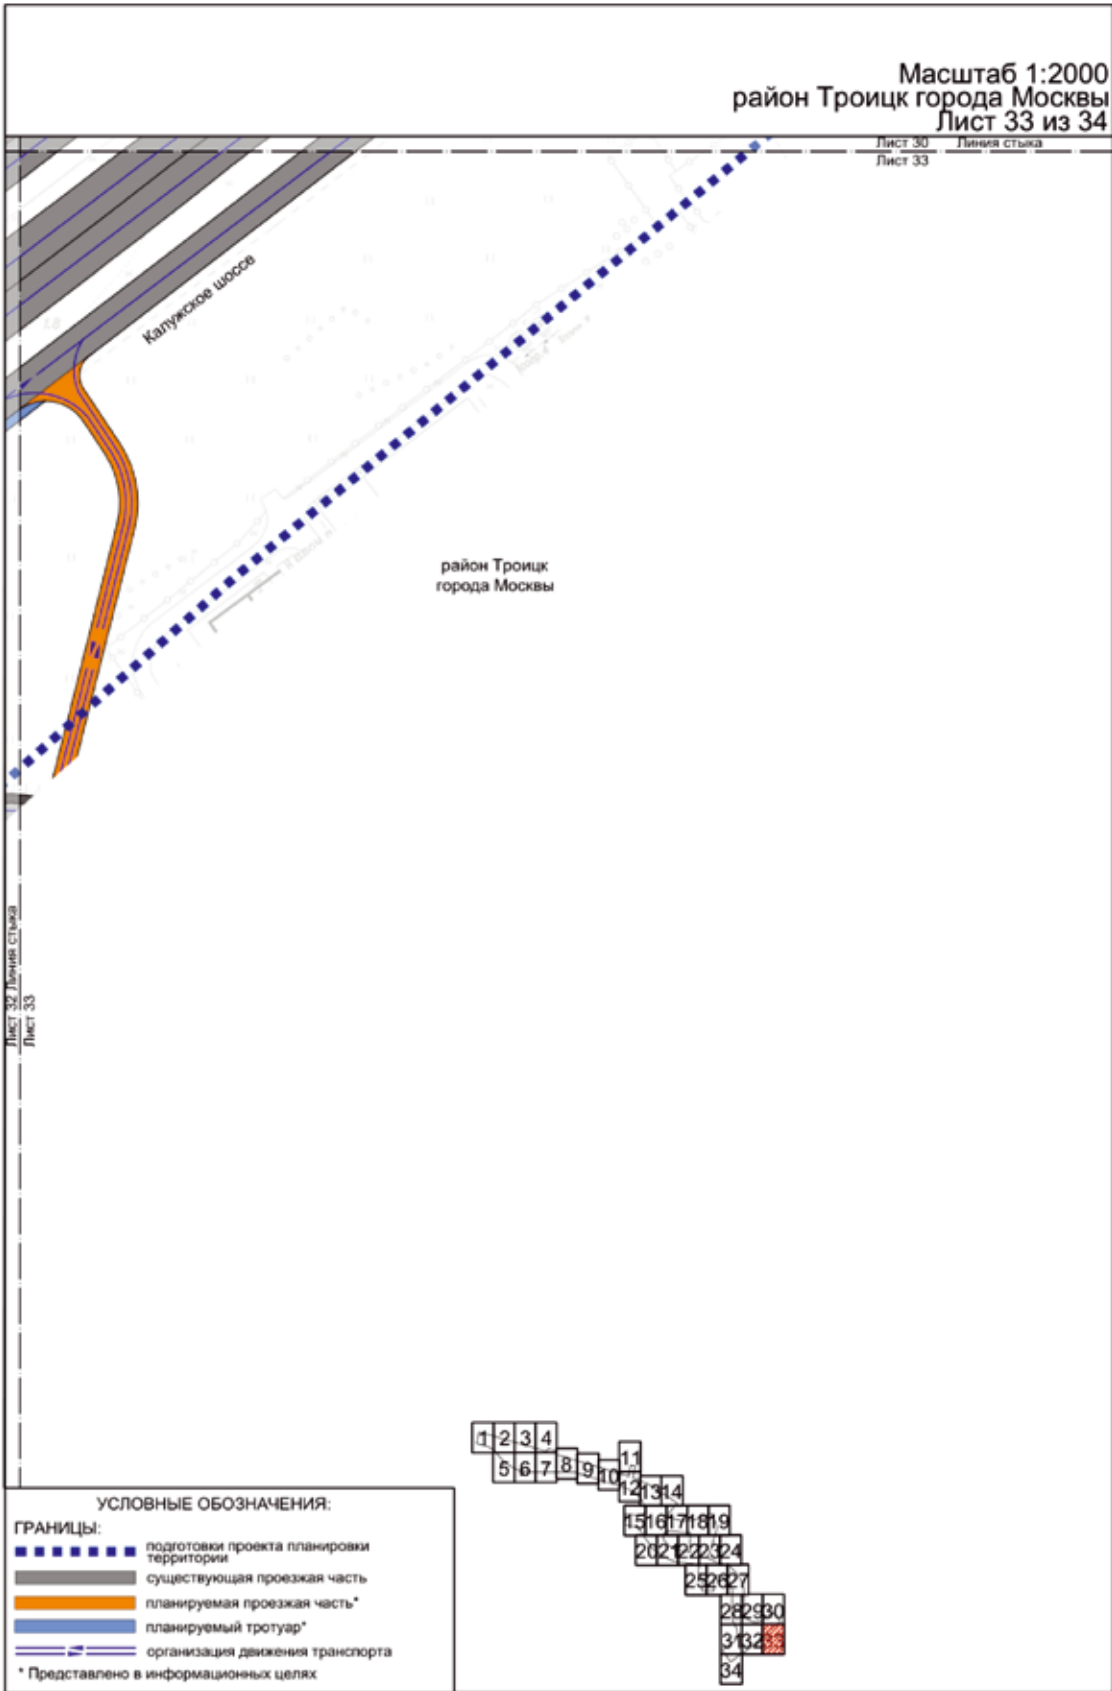 Масштаб 1:2000
район Троицк города Москвы
Лист 33 из 34
Лист 30 Линия стыка
Лист 33
Калужское шоссе
район Троицк
города Москвы
Лист 32 Линия стыка
Лист 33
1 2 3 4
5 6 7 8 9 10
11
12 13 14
15 16 17 18 19
20 21 22 23 24
25 26 27
28 29 30
31 32 33
34
УСЛОВНЫЕ ОБОЗНАЧЕНИЯ:
ГРАНИЦЫ:
подготовки проекта планировки
территории
существующая проезжая часть
планируемая проезжая часть*
планируемый тротуар*
организация движения транспорта
* Представлено в информационных целях